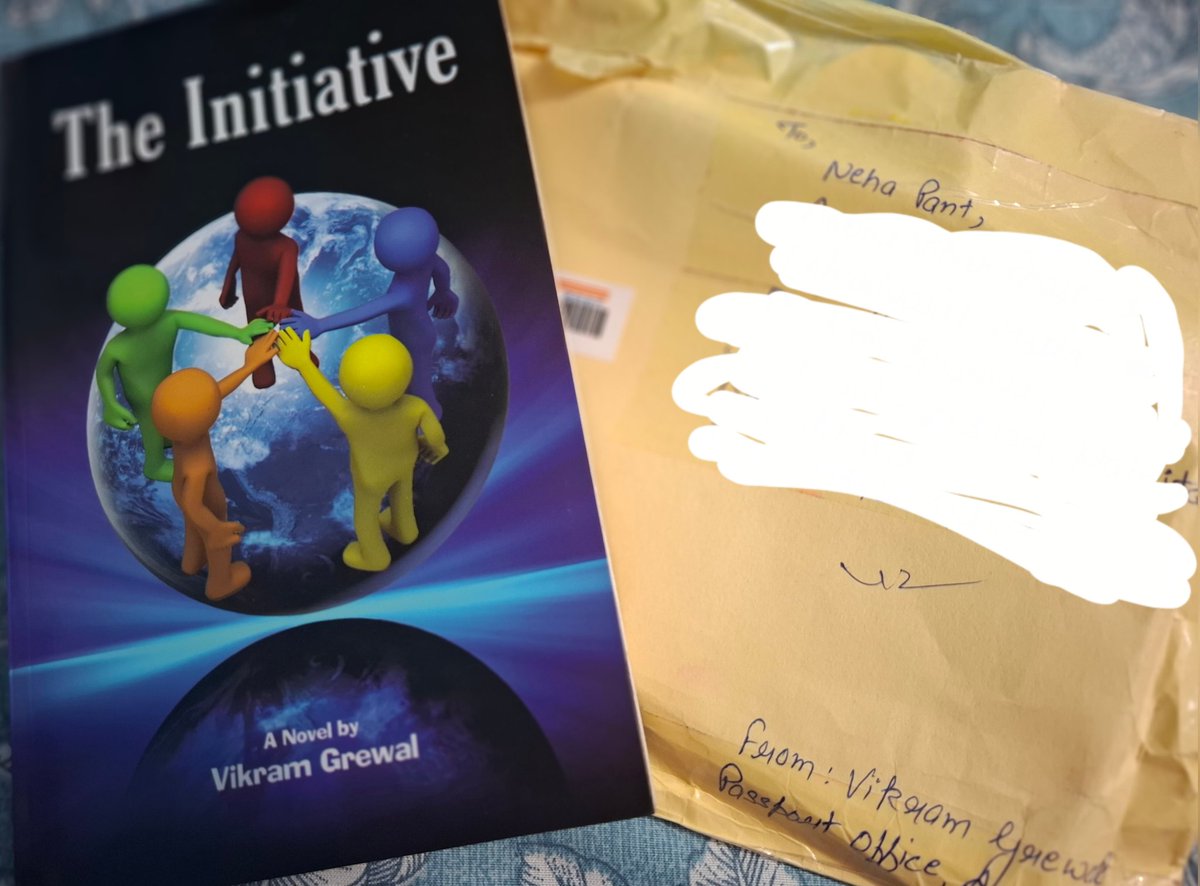 The Initiative
A Novel by
Vikram Grewal
To,
Neha Pant,
From: Vikram Grewal
Passport Office,